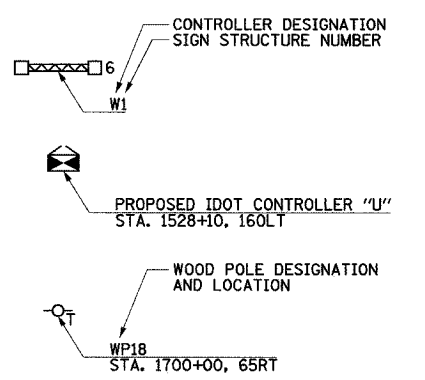 CONTROLLER DESIGNATION
SIGN STRUCTURE NUMBER
6
W1
PROPOSED IDOT CONTROLLER "U"
STA. 1528+10, 160LT
WOOD POLE DESIGNATION
AND LOCATION
T
WP18
STA. 1700+00, 65RT